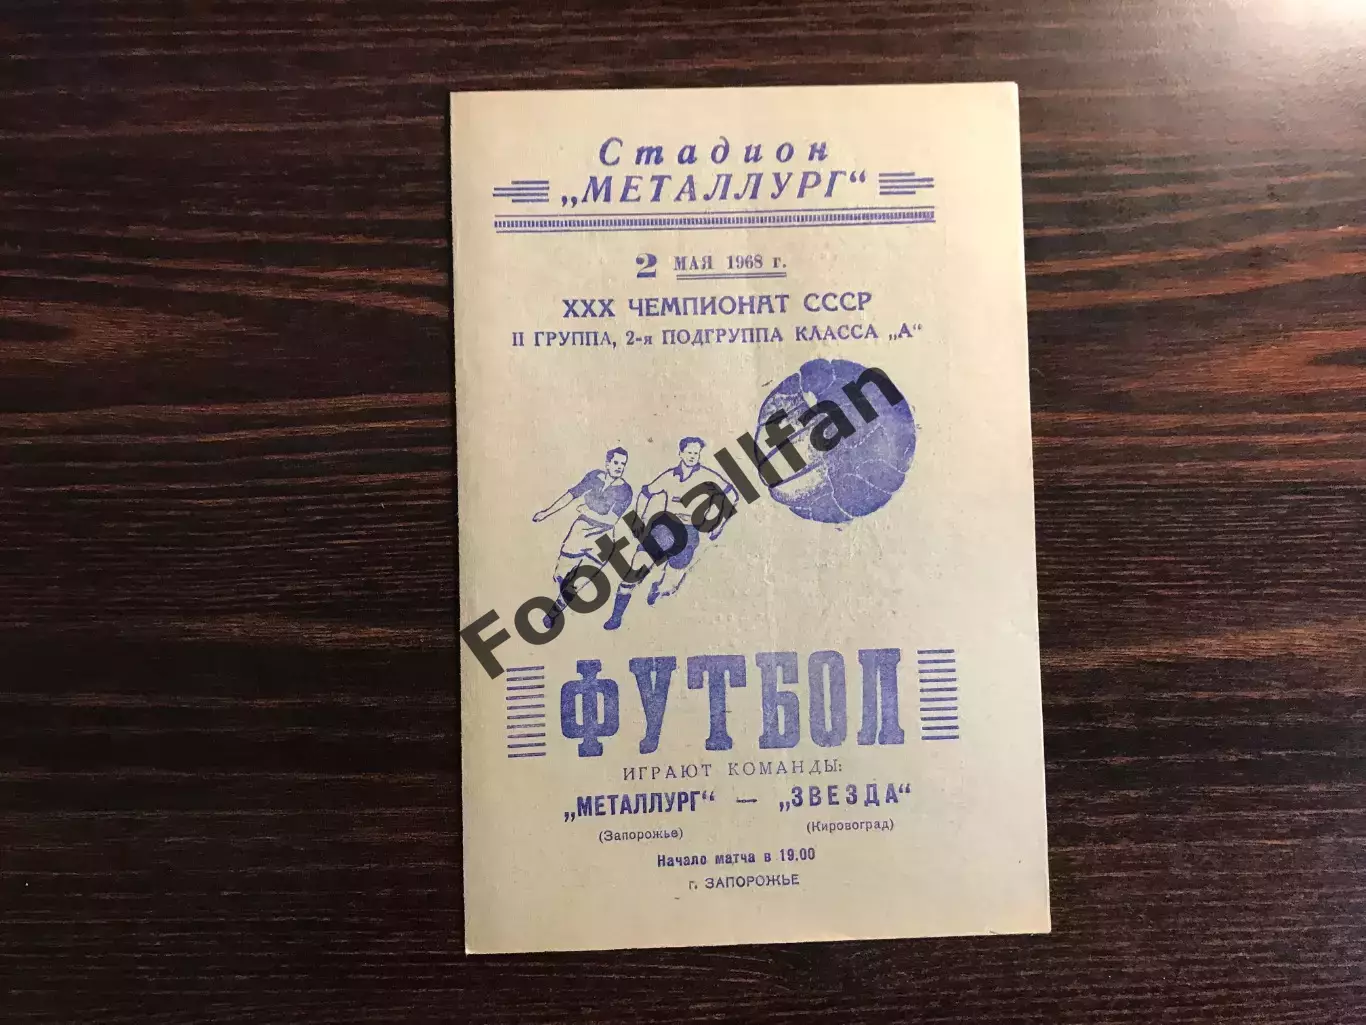 Стадион
„МЕТАЛЛУРГ“
2 МАЯ 1968 г.
XXX ЧЕМПИОНАТ СССР
II ГРУППА, 2-я ПОДГРУППА КЛАССА „А“
Footballfan
ФУТБОЛ
ИГРАЮТ КОМАНДЫ:
„МЕТАЛЛУРГ“ — „ЗВЕЗДА“
(Запорожье) (Кировоград)
Начало матча в 19.00
г. ЗАПОРОЖЬЕ